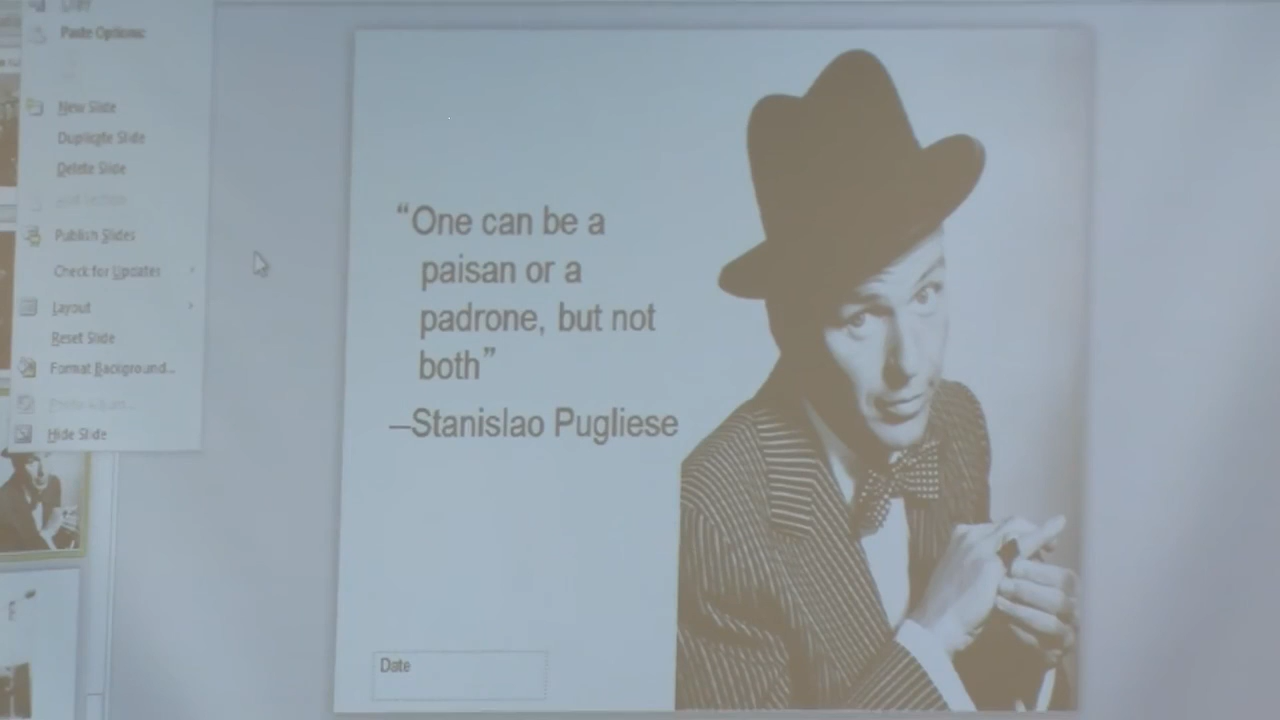 Copy
Paste Options:
New Slide
Duplicate Slide
Delete Slide
Publish Slides
Check for Updates
Layout
Reset Slide
Format Background...
Hide Slide
“One can be a
paisan or a
padrone, but not
both”
–Stanislao Pugliese
Date